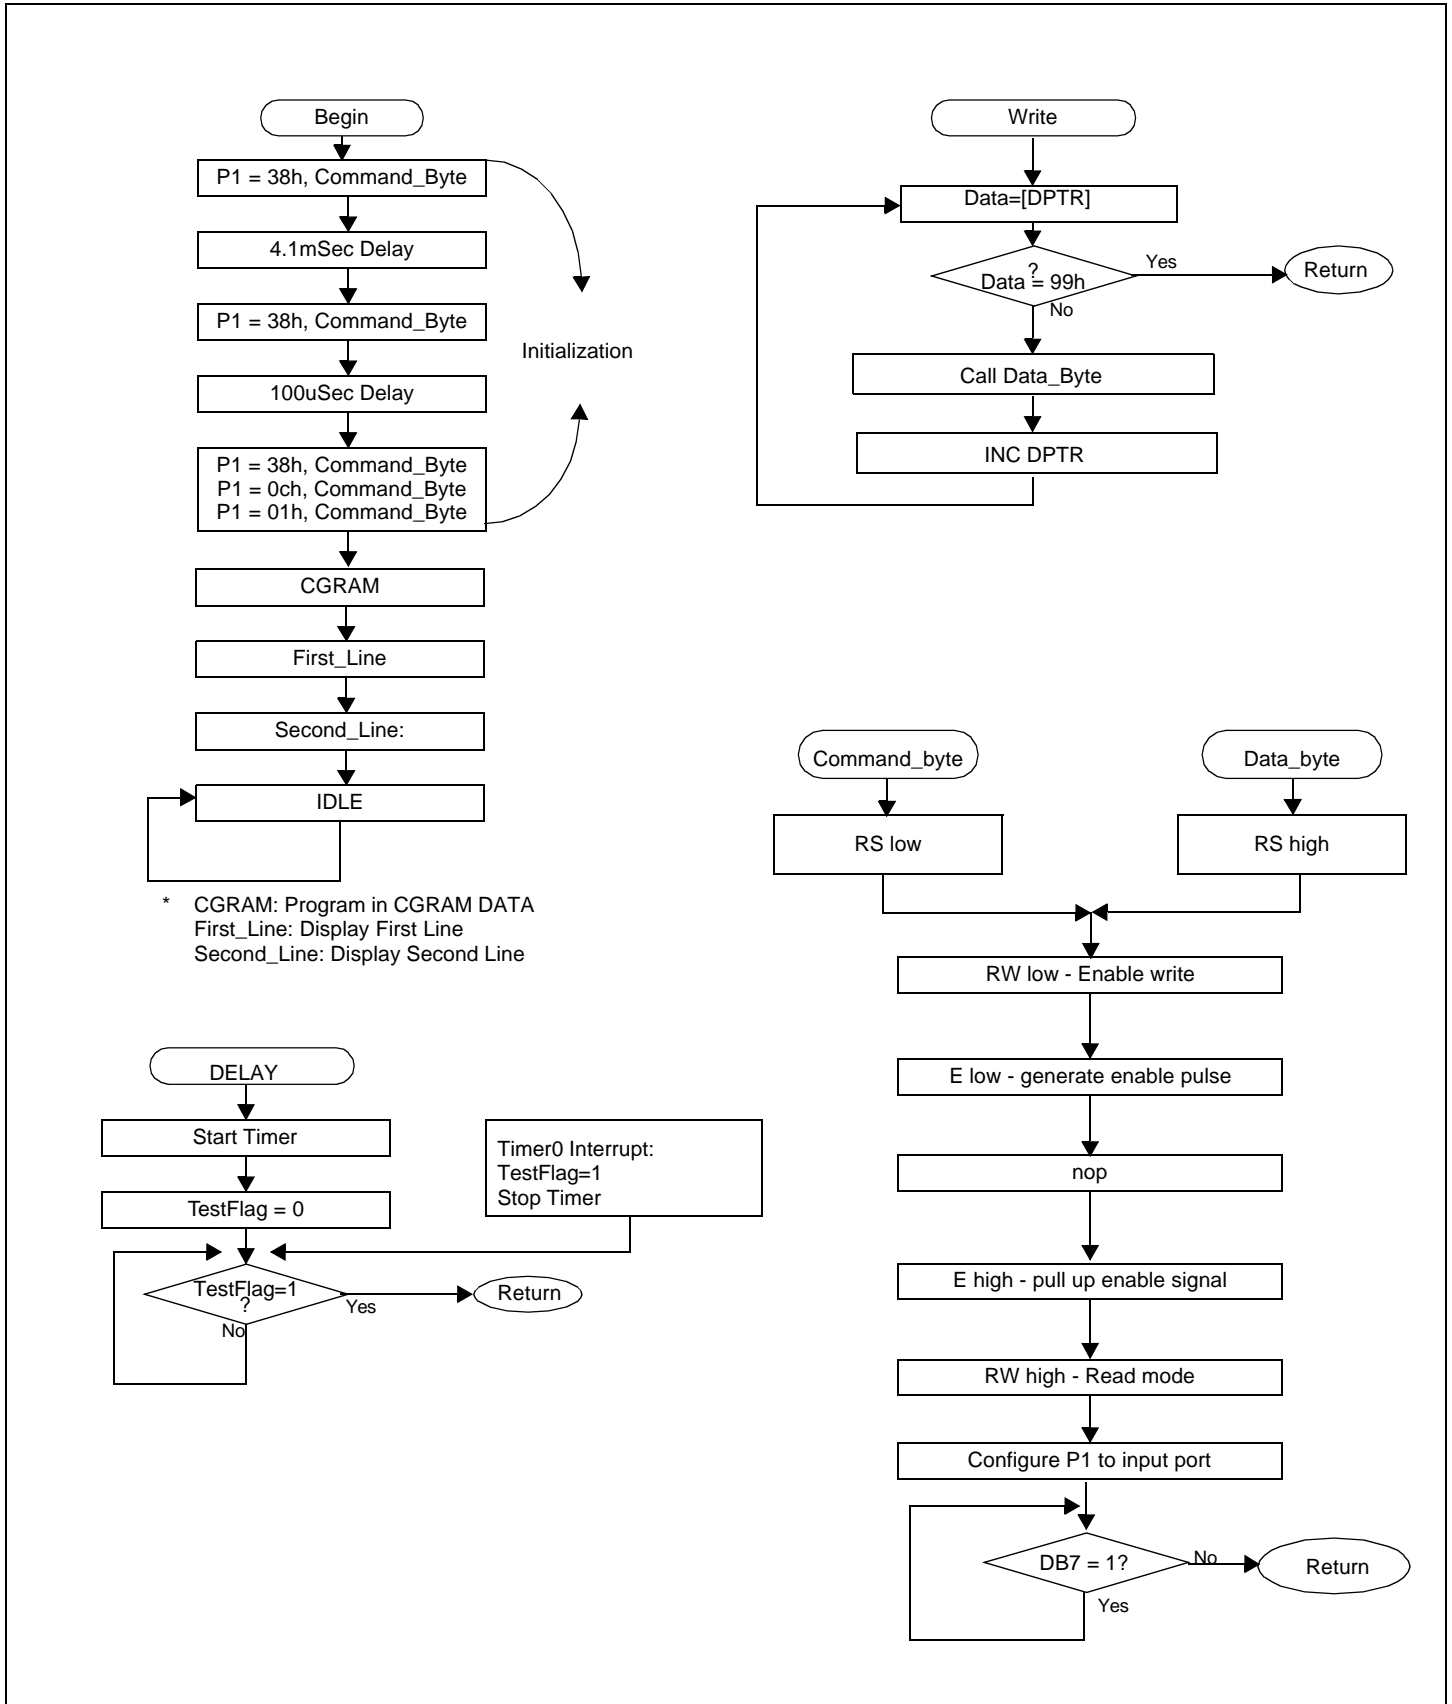 Begin
P1 = 38h, Command_Byte
4.1mSec Delay
P1 = 38h, Command_Byte
100uSec Delay
P1 = 38h, Command_Byte
P1 = 0ch, Command_Byte
P1 = 01h, Command_Byte
Initialization
CGRAM
First_Line
Second_Line:
IDLE
* CGRAM: Program in CGRAM DATA
First_Line: Display First Line
Second_Line: Display Second Line
Write
Data=[DPTR]
?
Data = 99h
Yes
Return
No
Call Data_Byte
INC DPTR
Command_byte
RS low
Data_byte
RS high
RW low - Enable write
E low - generate enable pulse
nop
E high - pull up enable signal
RW high - Read mode
Configure P1 to input port
DB7 = 1?
No
Return
Yes
DELAY
Start Timer
TestFlag = 0
TestFlag=1
?
Yes
Return
No
Timer0 Interrupt:
TestFlag=1
Stop Timer